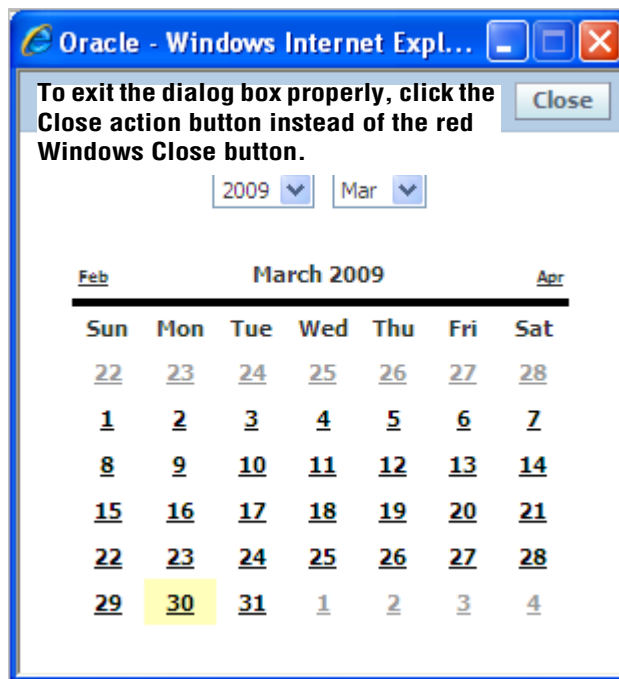 Oracle - Windows Internet Expl...
To exit the dialog box properly, click the
Close action button instead of the red
Windows Close button.
Close
2009 Mar
Feb March 2009 Apr
Sun Mon Tue Wed Thu Fri Sat
22 23 24 25 26 27 28
1 2 3 4 5 6 7
8 9 10 11 12 13 14
15 16 17 18 19 20 21
22 23 24 25 26 27 28
29 30 31 1 2 3 4